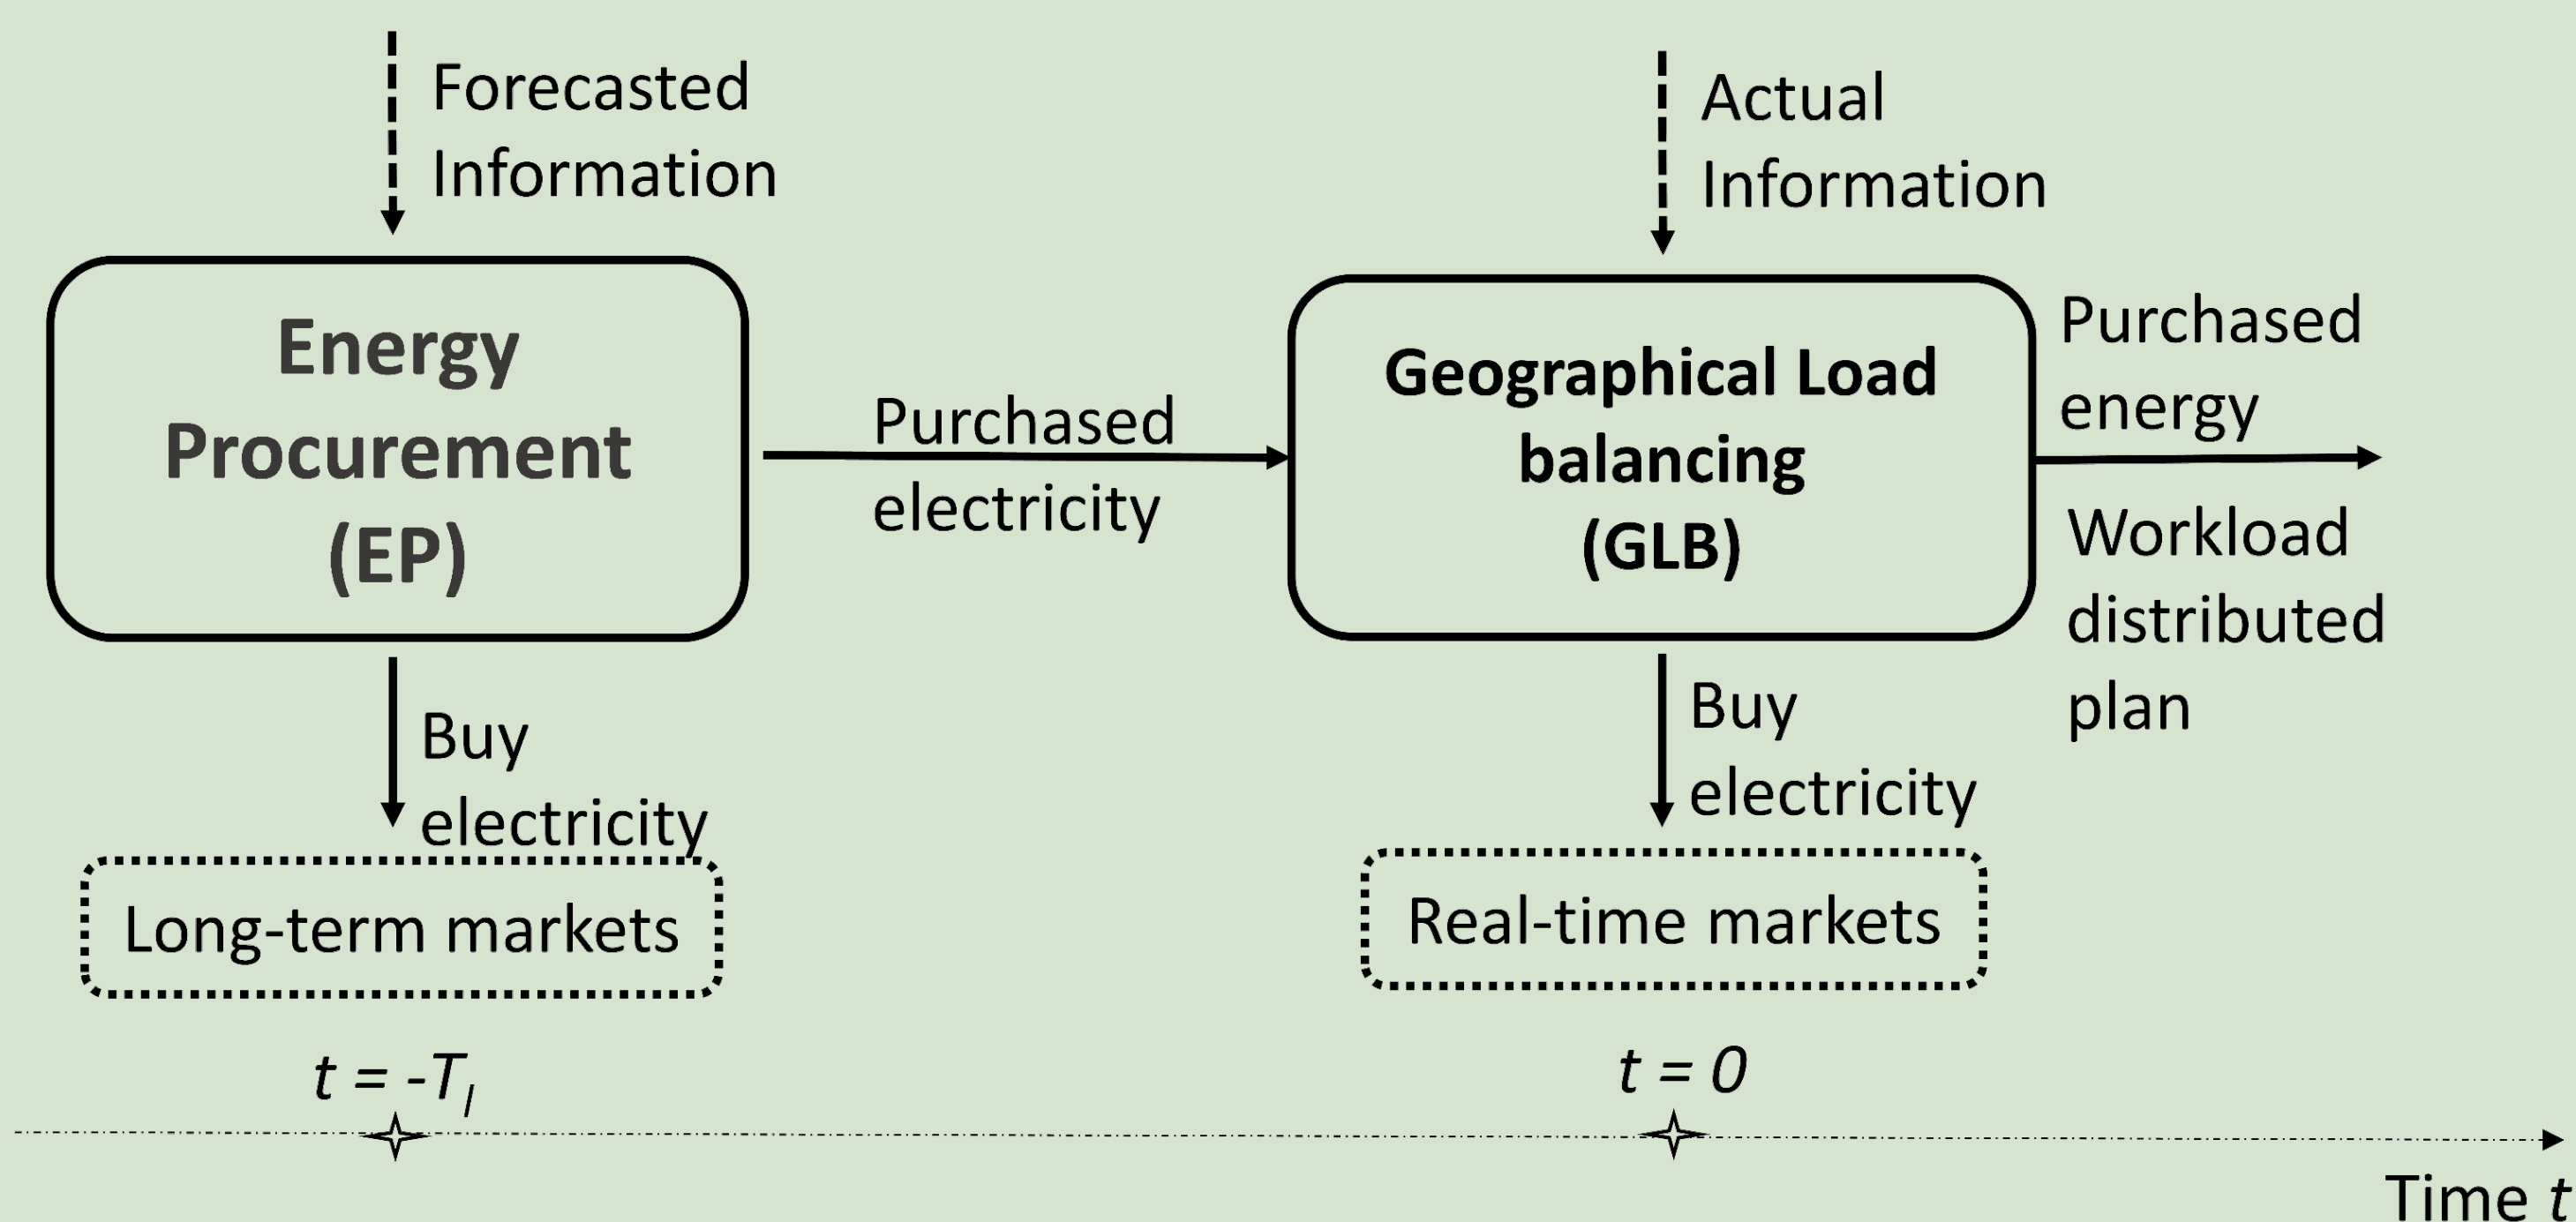 Forecasted
Information
Actual
Information
Energy
Procurement
(EP)
Purchased
electricity
Geographical Load
balancing
(GLB)
Purchased
energy
Workload
distributed
plan
Buy
electricity
Buy
electricity
Long-term markets
Real-time markets
t = -Tl
t = 0
Time t